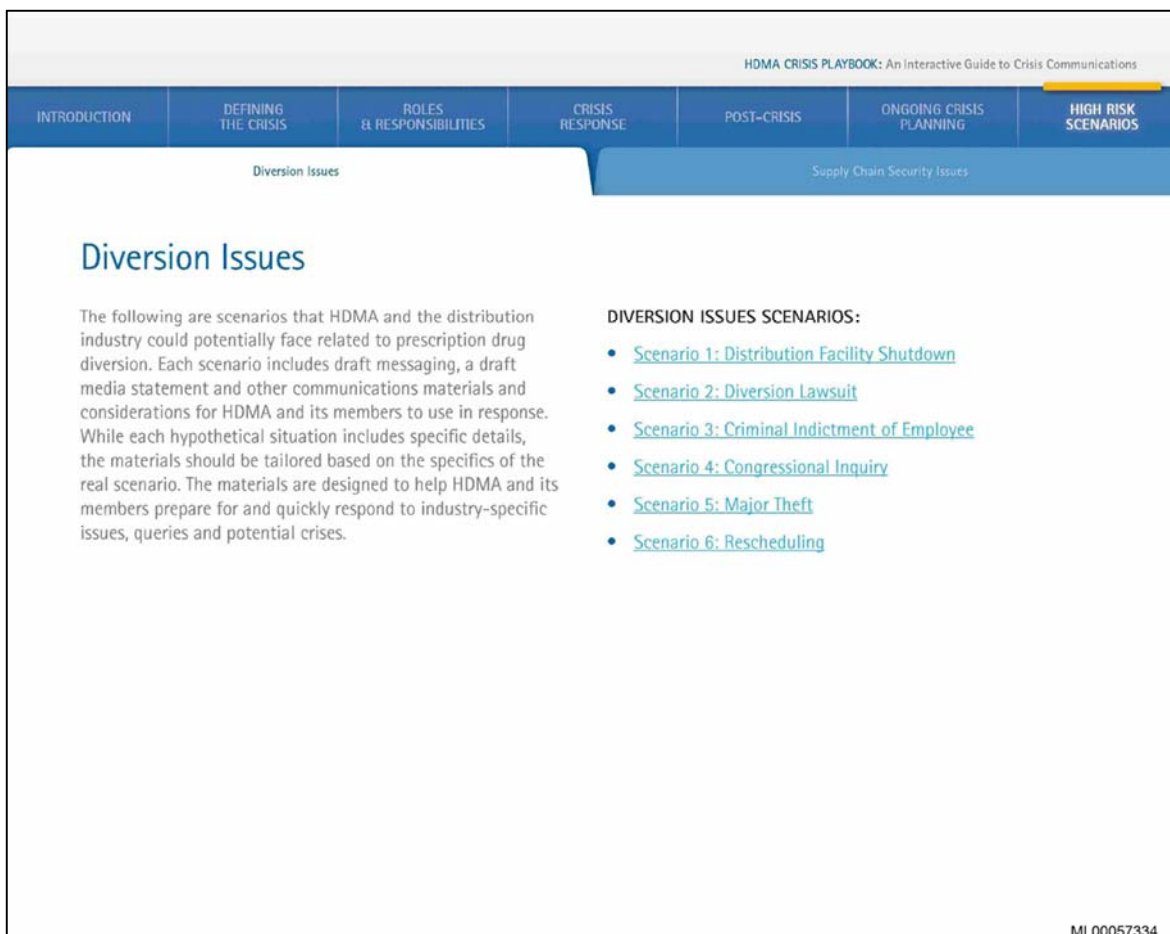 HDMA CRISIS PLAYBOOK: An Interactive Guide to Crisis Communications
INTRODUCTION
DEFINING
THE CRISIS
ROLES
& RESPONSIBILITIES
CRISIS
RESPONSE
POST-CRISIS
ONGOING CRISIS
PLANNING
HIGH RISK
SCENARIOS
Diversion Issues
Supply Chain Security Issues
Diversion Issues
The following are scenarios that HDMA and the distribution
industry could potentially face related to prescription drug
diversion. Each scenario includes draft messaging, a draft
media statement and other communications materials and
considerations for HDMA and its members to use in response.
While each hypothetical situation includes specific details,
the materials should be tailored based on the specifics of the
real scenario. The materials are designed to help HDMA and its
members prepare for and quickly respond to industry-specific
issues, queries and potential crises.
DIVERSION ISSUES SCENARIOS:
• Scenario 1: Distribution Facility Shutdown
• Scenario 2: Diversion Lawsuit
• Scenario 3: Criminal Indictment of Employee
• Scenario 4: Congressional Inquiry
• Scenario 5: Major Theft
• Scenario 6: Rescheduling
ML00057334